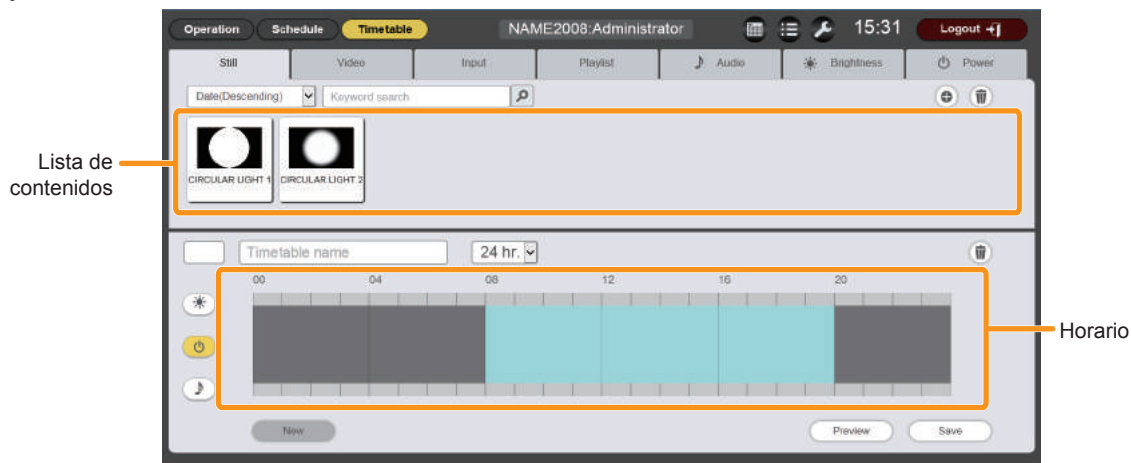 Operation Schedule Timetable NAME2008:Administrator 15:31 Logout
Still Video Input Playlist Audio Brightness Power
Date(Descending) Keyword search
Lista de
contenidos
CIRCULAR LIGHT 1 CIRCULAR LIGHT 2
Timetable name 24 hr.
00 04 08 12 16 20
Horario
New Preview Save